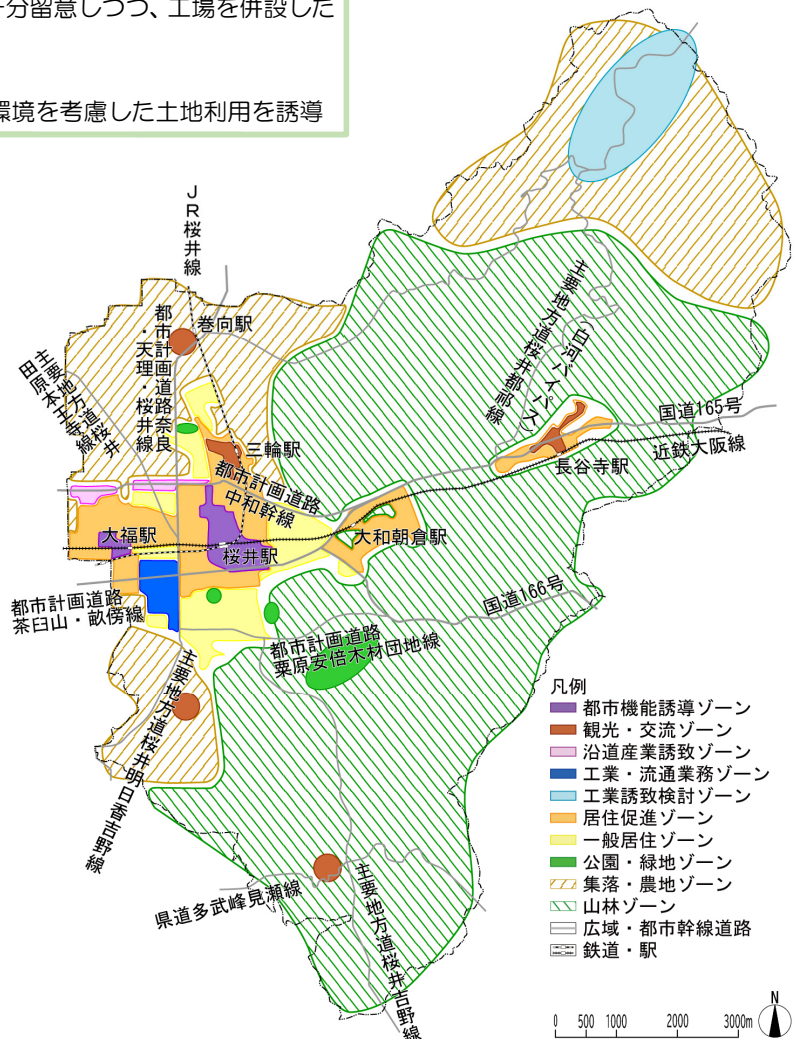 分留意しつつ、工場を併設した
環境を考慮した土地利用を誘導
JR桜井線
都市計画道路奈良
・天理・桜井線
巻向駅
主要地方道桜井
田原本王寺線
三輪駅
都市計画道路
中和幹線
大福駅
桜井駅
大和朝倉駅
長谷寺駅
主要地方道桜井都祁線
（白河バイパス）
国道165号
近鉄大阪線
都市計画道路
茶臼山・畝傍線
国道166号
都市計画道路
粟原安倍木材団地線
主要地方道桜井明日香吉野線
県道多武峰見瀬線
主要地方道桜井吉野線
凡例
都市機能誘導ゾーン
観光・交流ゾーン
沿道産業誘致ゾーン
工業・流通業務ゾーン
工業誘致検討ゾーン
居住促進ゾーン
一般居住ゾーン
公園・緑地ゾーン
集落・農地ゾーン
山林ゾーン
広域・都市幹線道路
鉄道・駅
0 500 1000 2000 3000m
N